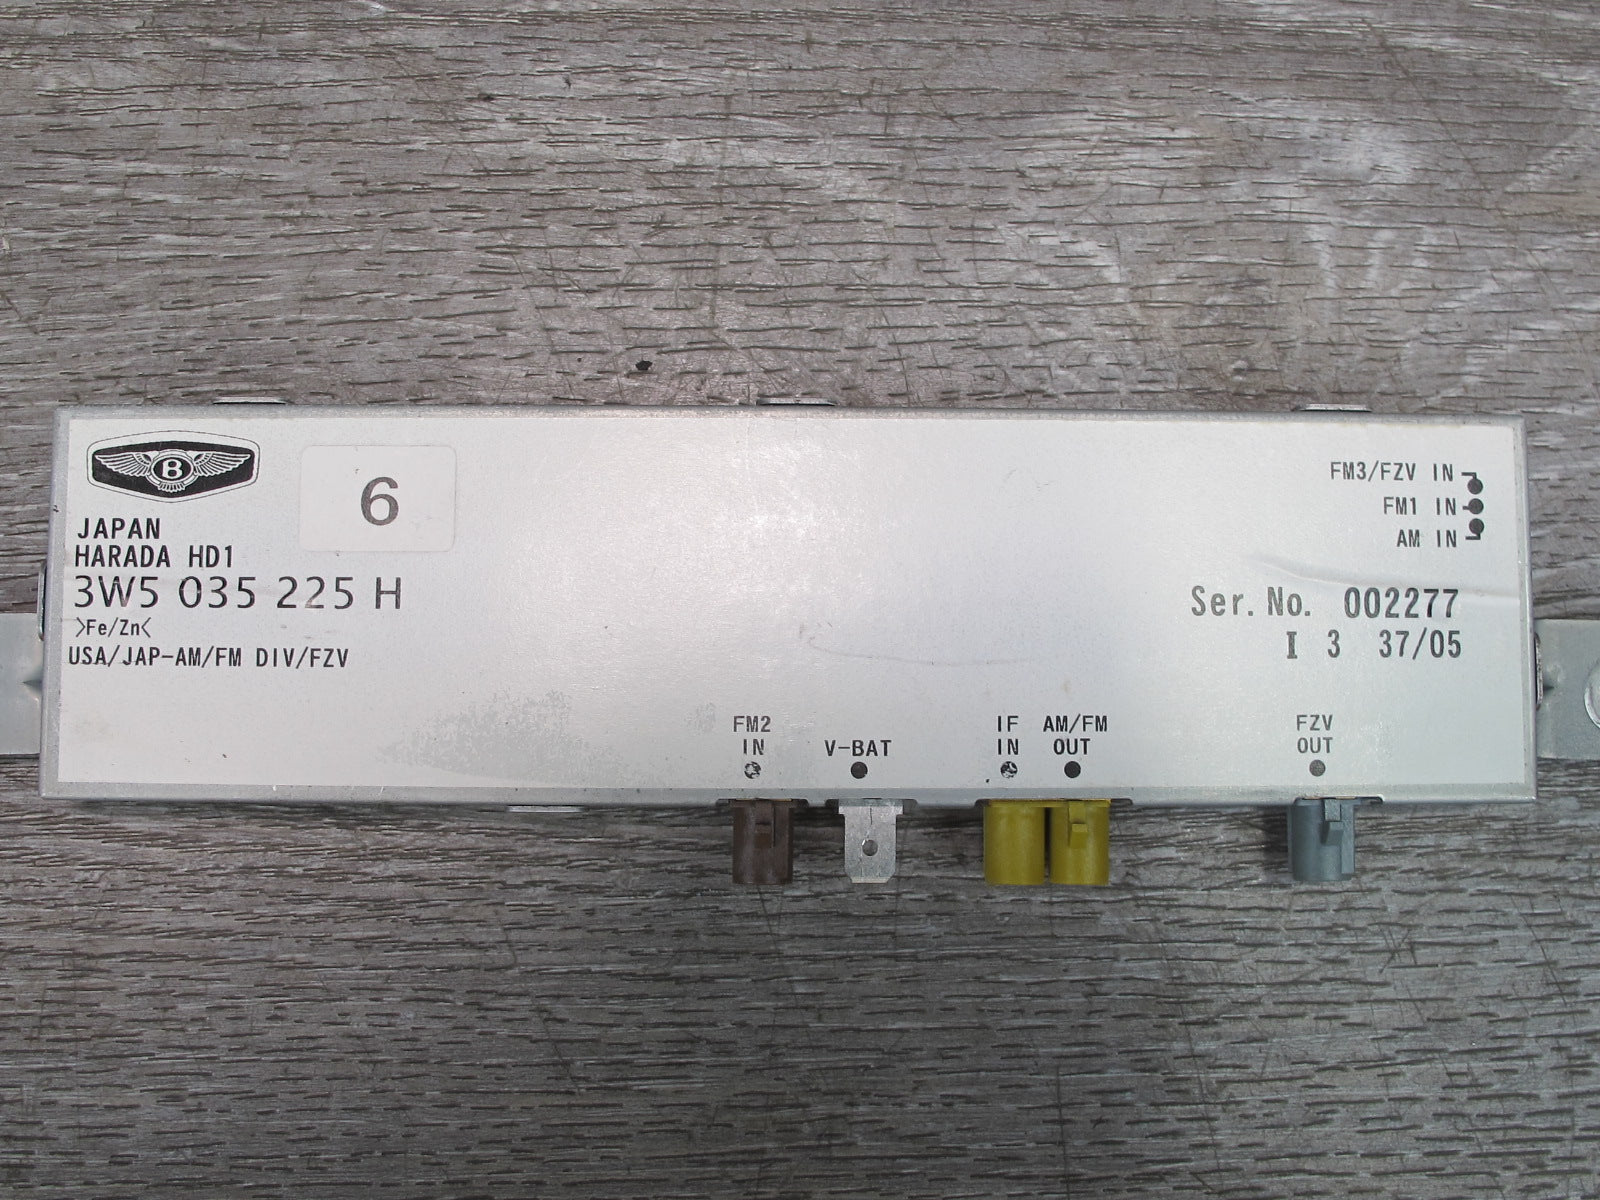 B
6
JAPAN
HARADA HD1
3W5 035 225 H
>Fe/Zn<
USA/JAP-AM/FM DIV/FZV
FM3/FZV IN
FM1 IN
AM IN
Ser. No. 002277
I 3 37/05
FM2 IN
V-BAT
IF IN
AM/FM OUT
FZV OUT